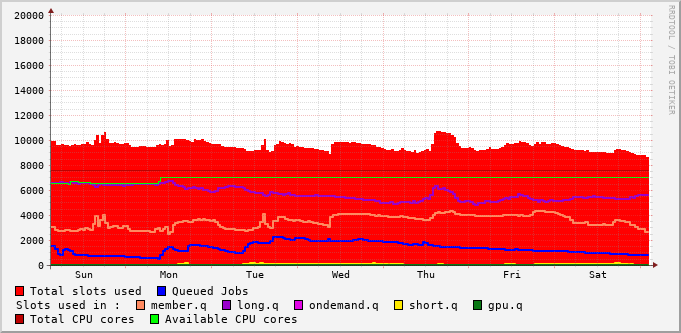 RRDTOOL / TOBI OETIKER
20000
18000
16000
14000
12000
10000
8000
6000
4000
2000
0
Sun Mon Tue Wed Thu Fri Sat
Total slots used Queued Jobs
Slots used in : member.q long.q ondemand.q short.q gpu.q
Total CPU cores Available CPU cores